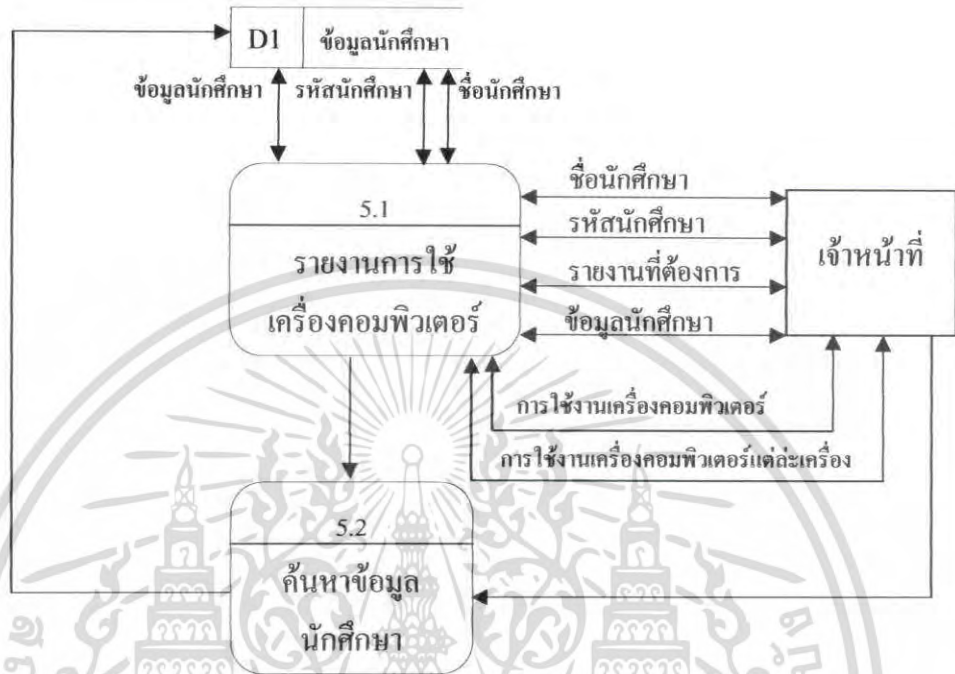 D1 ข้อมูลนักศึกษา
ข้อมูลนักศึกษา รหัสนักศึกษา ชื่อนักศึกษา
5.1
รายงานการใช้
เครื่องคอมพิวเตอร์
ชื่อนักศึกษา
รหัสนักศึกษา
รายงานที่ต้องการ
ข้อมูลนักศึกษา
เจ้าหน้าที่
การใช้งานเครื่องคอมพิวเตอร์
การใช้งานเครื่องคอมพิวเตอร์แต่ล่ะเครื่อง
5.2
ค้นหาข้อมูล
นักศึกษา